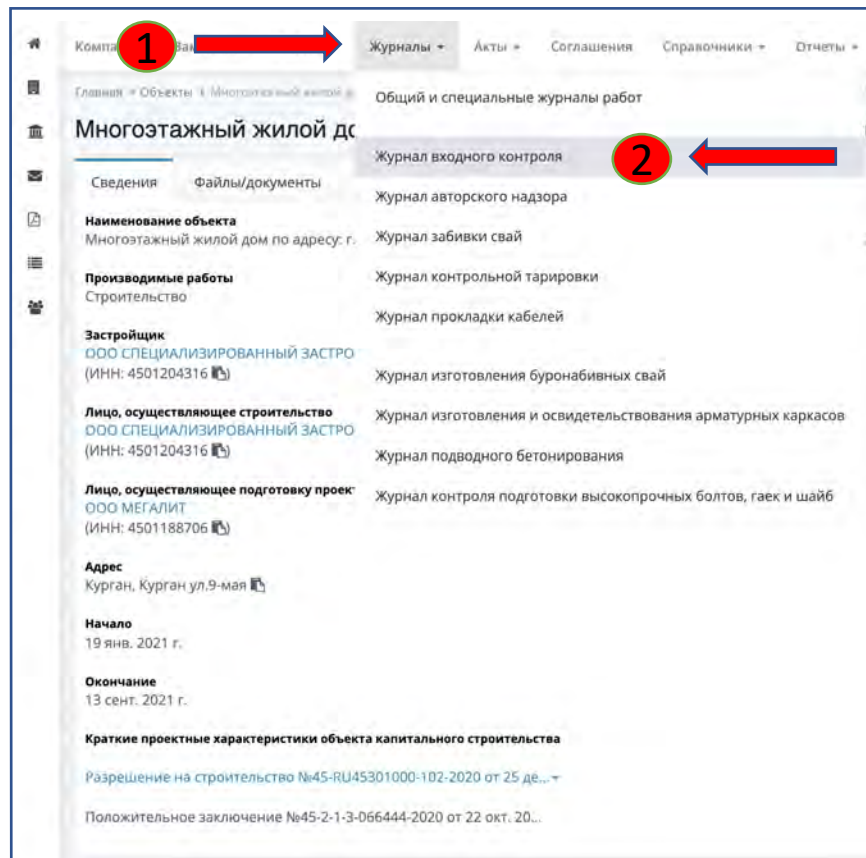 1
Компа
За
Журналы
Акты
Соглашения
Справочники
Отчеты
Главная » Объекты » Многоэтажный жилой д
Общий и специальные журналы работ
Многоэтажный жилой до
Журнал входного контроля
2
Сведения Файлы/документы
Журнал авторского надзора
Наименование объекта
Многоэтажный жилой дом по адресу: г.
Журнал забивки свай
Производимые работы
Строительство
Журнал контрольной тарировки
Журнал прокладки кабелей
Застройщик
ООО СПЕЦИАЛИЗИРОВАННЫЙ ЗАСТРО
(ИНН: 4501204316)
Журнал изготовления буронабивных свай
Лицо, осуществляющее строительство
ООО СПЕЦИАЛИЗИРОВАННЫЙ ЗАСТРО
(ИНН: 4501204316)
Журнал изготовления и освидетельствования арматурных каркасов
Журнал подводного бетонирования
Лицо, осуществляющее подготовку проек
ООО МЕГАЛИТ
(ИНН: 4501188706)
Журнал контроля подготовки высокопрочных болтов, гаек и шайб
Адрес
Курган, Курган ул.9-мая
Начало
19 янв. 2021 г.
Окончание
13 сент. 2021 г.
Краткие проектные характеристики объекта капитального строительства
Разрешение на строительство №45-RU45301000-102-2020 от 25 де...
Положительное заключение №45-2-1-3-066444-2020 от 22 окт. 20...